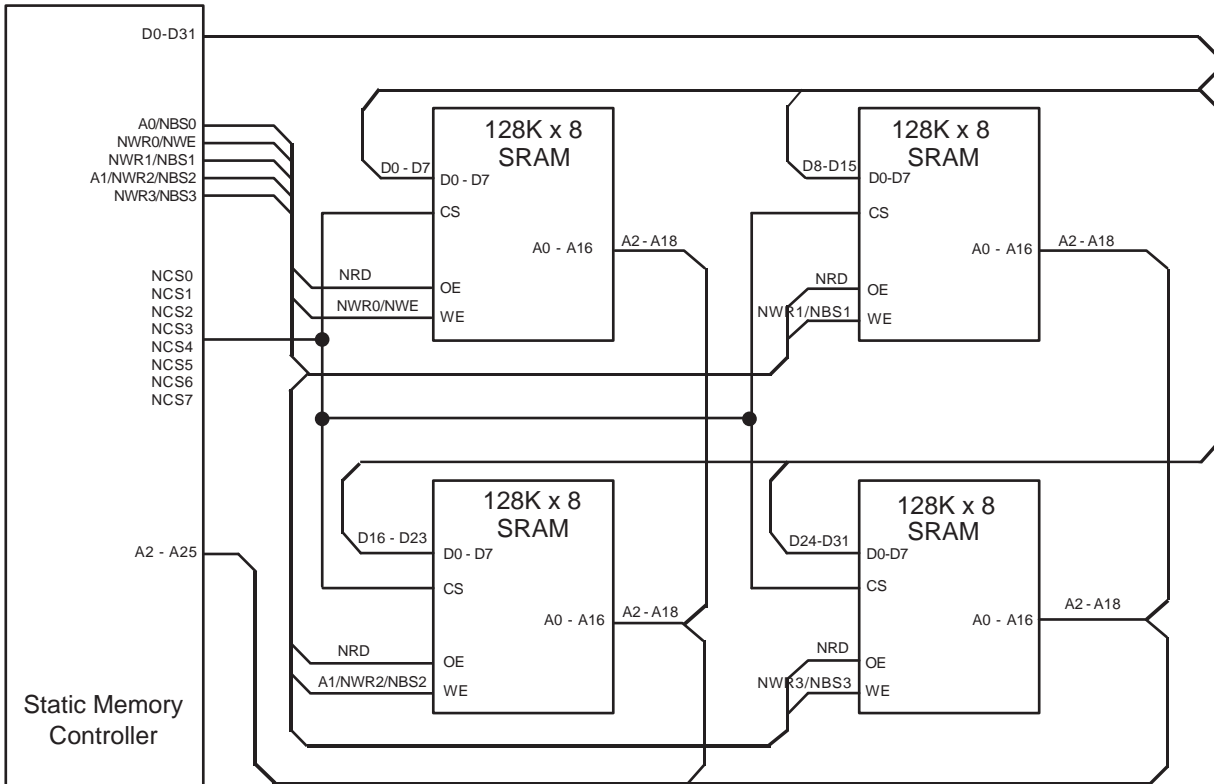 D0-D31
A0/NBS0
NWR0/NWE
NWR1/NBS1
A1/NWR2/NBS2
NWR3/NBS3
NCS0
NCS1
NCS2
NCS3
NCS4
NCS5
NCS6
NCS7
A2 - A25
Static Memory
Controller
128K x 8
SRAM
D0 - D7
D0 - D7
CS
A0 - A16
A2 - A18
NRD
OE
NWR0/NWE
WE
128K x 8
SRAM
D8-D15
D0-D7
CS
A0 - A16
A2 - A18
NRD
OE
NWR1/NBS1
WE
128K x 8
SRAM
D16 - D23
D0 - D7
CS
A0 - A16
A2 - A18
NRD
OE
A1/NWR2/NBS2
WE
128K x 8
SRAM
D24-D31
D0-D7
CS
A0 - A16
A2 - A18
NRD
OE
NWR3/NBS3
WE